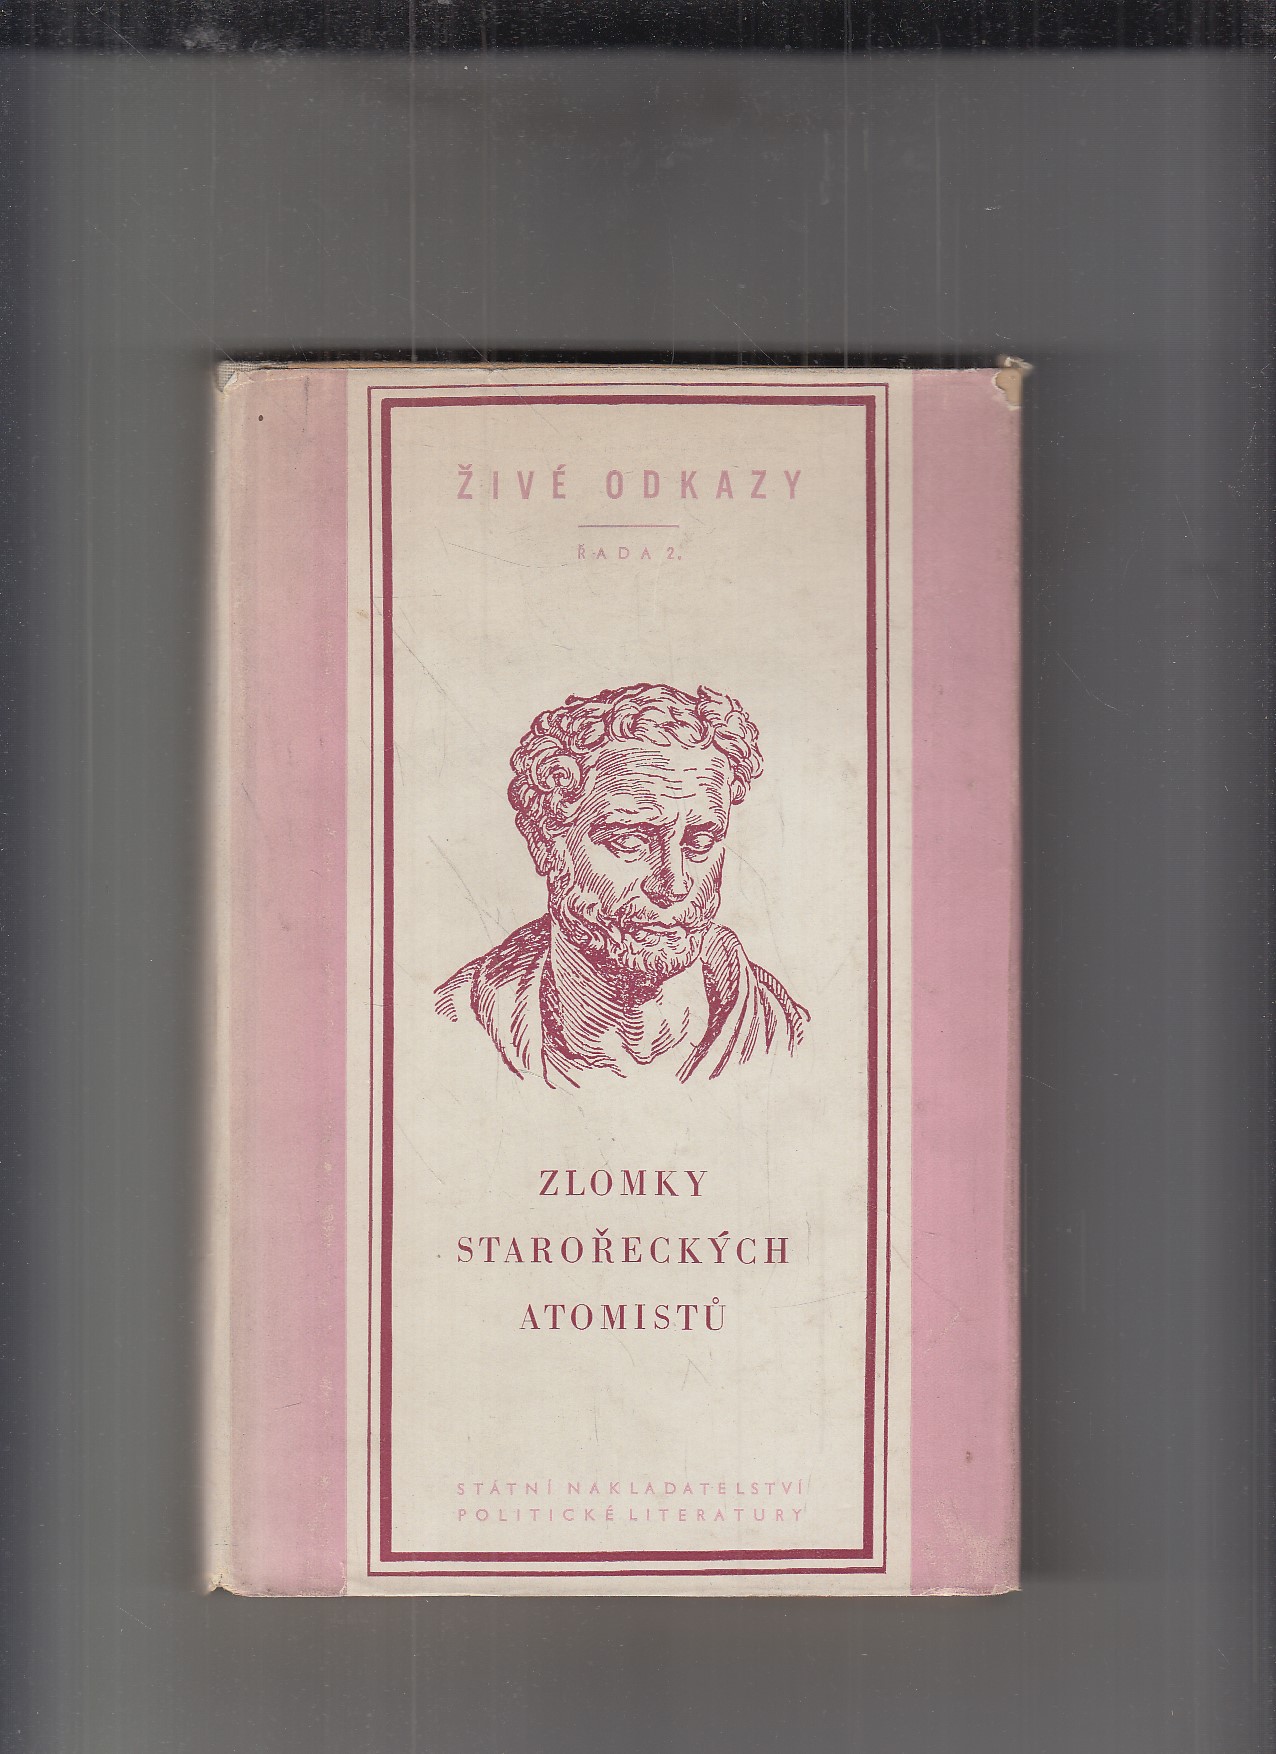 ŽIVÉ ODKAZY
ŘADA 2.
ZLOMKY
STAROŘECKÝCH
ATOMISTŮ
STÁTNÍ NAKLADATELSTVÍ
POLITICKÉ LITERATURY